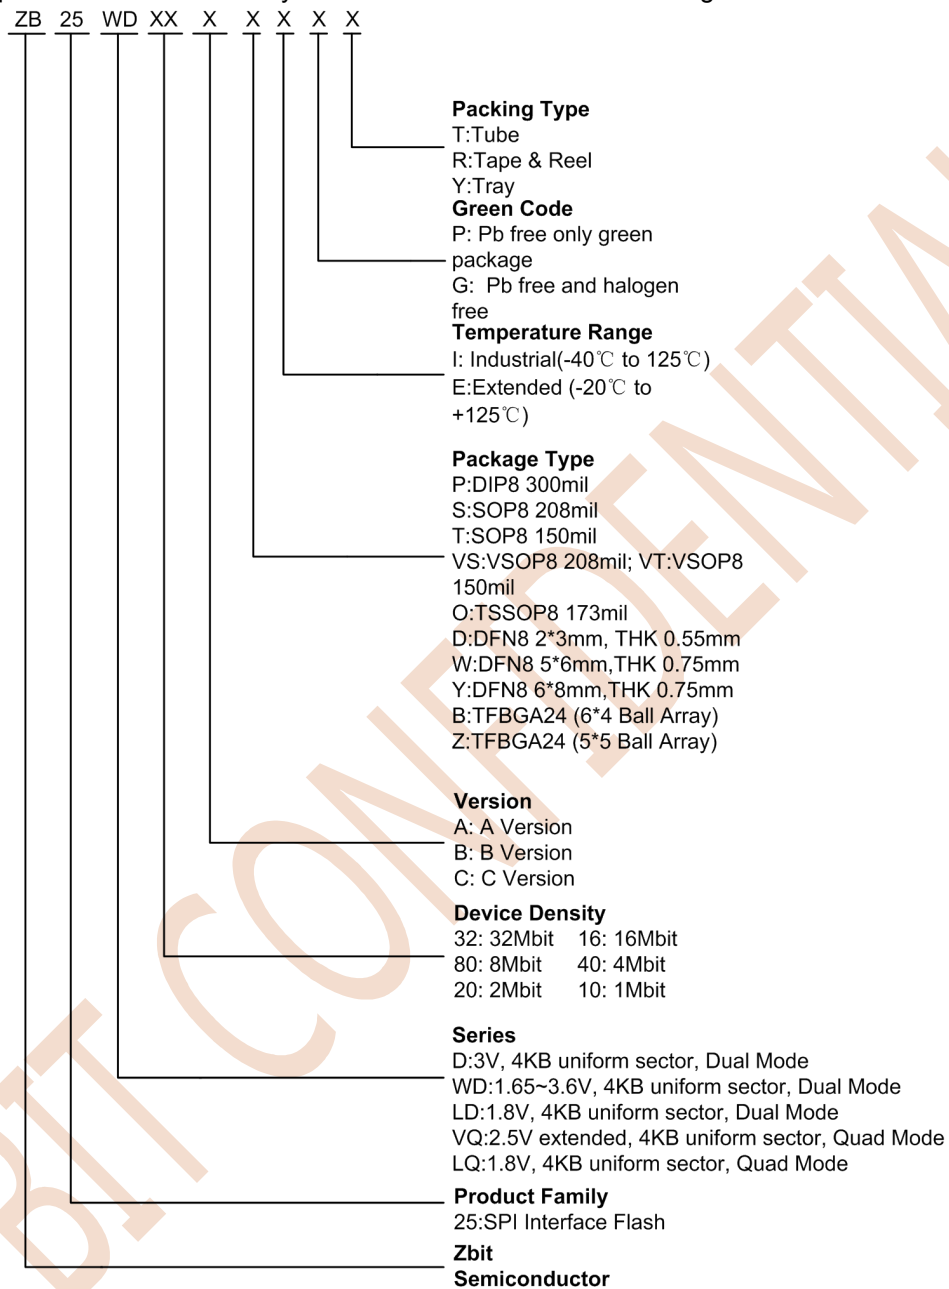 ZB 25 WD XX X X X X X
Packing Type
T:Tube
R:Tape & Reel
Y:Tray
Green Code
P: Pb free only green
package
G: Pb free and halogen
free
Temperature Range
I: Industrial(-40℃ to 125℃)
E:Extended (-20℃ to
+125℃)
Package Type
P:DIP8 300mil
S:SOP8 208mil
T:SOP8 150mil
VS:VSOP8 208mil; VT:VSOP8
150mil
O:TSSOP8 173mil
D:DFN8 2*3mm, THK 0.55mm
W:DFN8 5*6mm,THK 0.75mm
Y:DFN8 6*8mm,THK 0.75mm
B:TFBGA24 (6*4 Ball Array)
Z:TFBGA24 (5*5 Ball Array)
Version
A: A Version
B: B Version
C: C Version
Device Density
32: 32Mbit 16: 16Mbit
80: 8Mbit 40: 4Mbit
20: 2Mbit 10: 1Mbit
Series
D:3V, 4KB uniform sector, Dual Mode
WD:1.65~3.6V, 4KB uniform sector, Dual Mode
LD:1.8V, 4KB uniform sector, Dual Mode
VQ:2.5V extended, 4KB uniform sector, Quad Mode
LQ:1.8V, 4KB uniform sector, Quad Mode
Product Family
25:SPI Interface Flash
Zbit
Semiconductor
BIT CONFIDENTIA